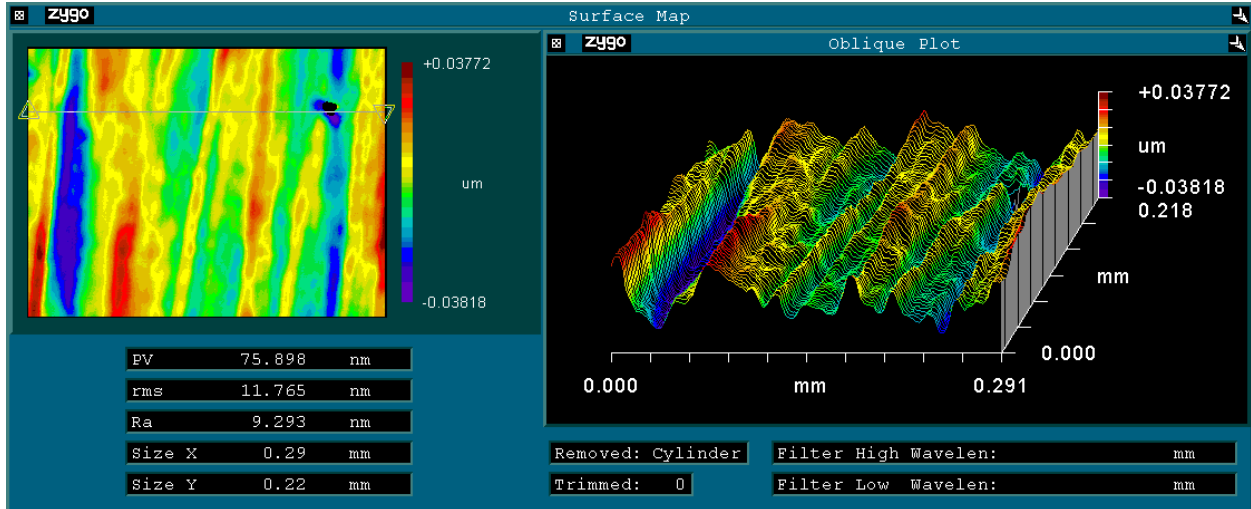 zygo Surface Map
+0.03772
um
-0.03818
zygo Oblique Plot
+0.03772
um
-0.03818
0.218
mm
0.000
0.000 mm 0.291
PV 75.898 nm
rms 11.765 nm
Ra 9.293 nm
Size X 0.29 mm
Size Y 0.22 mm
Removed: Cylinder
Trimmed: 0
Filter High Wavelen: mm
Filter Low Wavelen: mm